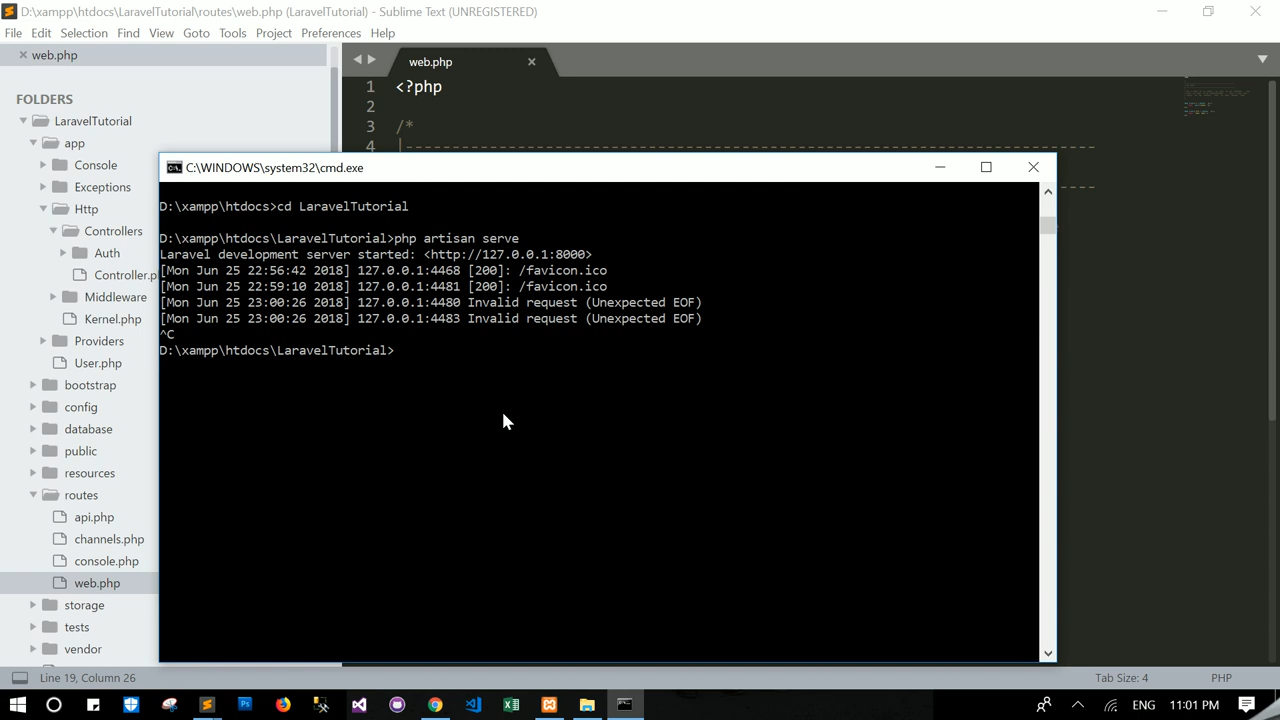 D:\xampp\htdocs\LaravelTutorial\routes\web.php (LaravelTutorial) - Sublime Text (UNREGISTERED)
File Edit Selection Find View Goto Tools Project Preferences Help
web.php
FOLDERS
LaravelTutorial
app
Console
Exceptions
Http
Controllers
Auth
Controller.p
Middleware
Kernel.php
Providers
User.php
bootstrap
config
database
public
resources
routes
api.php
channels.php
console.php
web.php
storage
tests
vendor
web.php
1 <?php
2
3 /*
4 |--------------------------------------------------------------------------
C:\WINDOWS\system32\cmd.exe
D:\xampp\htdocs>cd LaravelTutorial
D:\xampp\htdocs\LaravelTutorial>php artisan serve
Laravel development server started: <http://127.0.0.1:8000>
[Mon Jun 25 22:56:42 2018] 127.0.0.1:4468 [200]: /favicon.ico
[Mon Jun 25 22:59:10 2018] 127.0.0.1:4481 [200]: /favicon.ico
[Mon Jun 25 23:00:26 2018] 127.0.0.1:4480 Invalid request (Unexpected EOF)
[Mon Jun 25 23:00:26 2018] 127.0.0.1:4483 Invalid request (Unexpected EOF)
^C
D:\xampp\htdocs\LaravelTutorial>
Line 19, Column 26
Tab Size: 4
PHP
ENG
11:01 PM